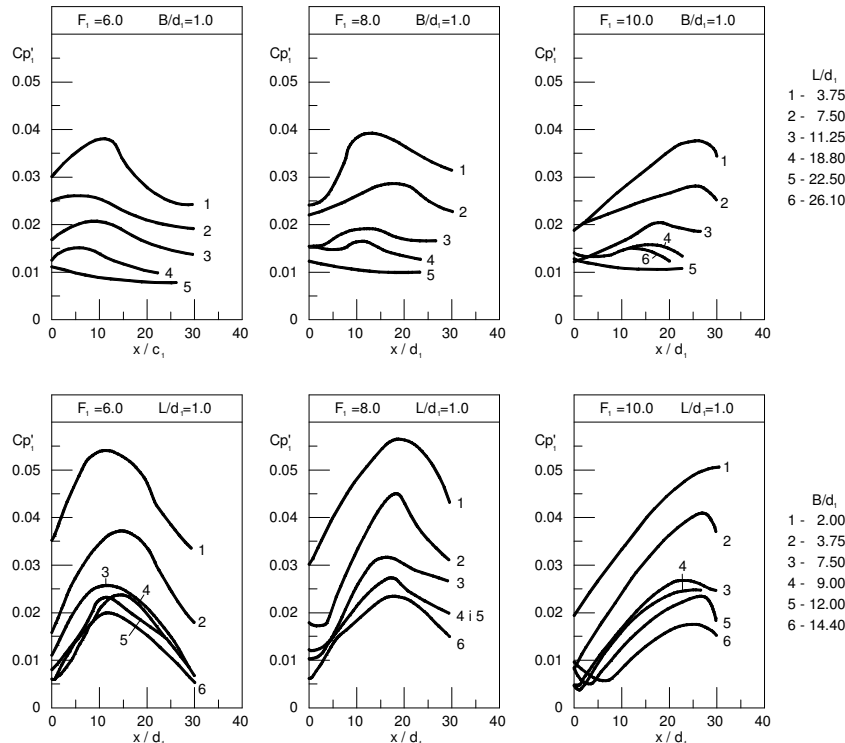 F₁ =6.0 B/d₁=1.0
Cp'₁
0.05
0.04
0.03
0.02
0.01
0
1
2
3
4
5
0 10 20 30 40
x / c₁
F₁ =8.0 B/d₁=1.0
Cp'₁
0.05
0.04
0.03
0.02
0.01
0
1
2
3
4
5
0 10 20 30 40
x / d₁
F₁ =10.0 B/d₁=1.0
Cp'₁
0.05
0.04
0.03
0.02
0.01
0
1
2
3
4
6
5
0 10 20 30 40
x / d₁
L/d₁
1 - 3.75
2 - 7.50
3 - 11.25
4 - 18.80
5 - 22.50
6 - 26.10
F₁ =6.0 L/d₁=1.0
Cp'₁
0.05
0.04
0.03
0.02
0.01
0
1
3
4
2
5
6
0 10 20 30 40
x / d
F₁ =8.0 L/d₁=1.0
Cp'₁
0.05
0.04
0.03
0.02
0.01
0
1
2
3
4 i 5
6
0 10 20 30 40
x / d
F₁ =10.0 L/d₁=1.0
Cp'₁
0.05
0.04
0.03
0.02
0.01
0
1
2
4
3
5
6
0 10 20 30 40
x / d
B/d₁
1 - 2.00
2 - 3.75
3 - 7.50
4 - 9.00
5 - 12.00
6 - 14.40